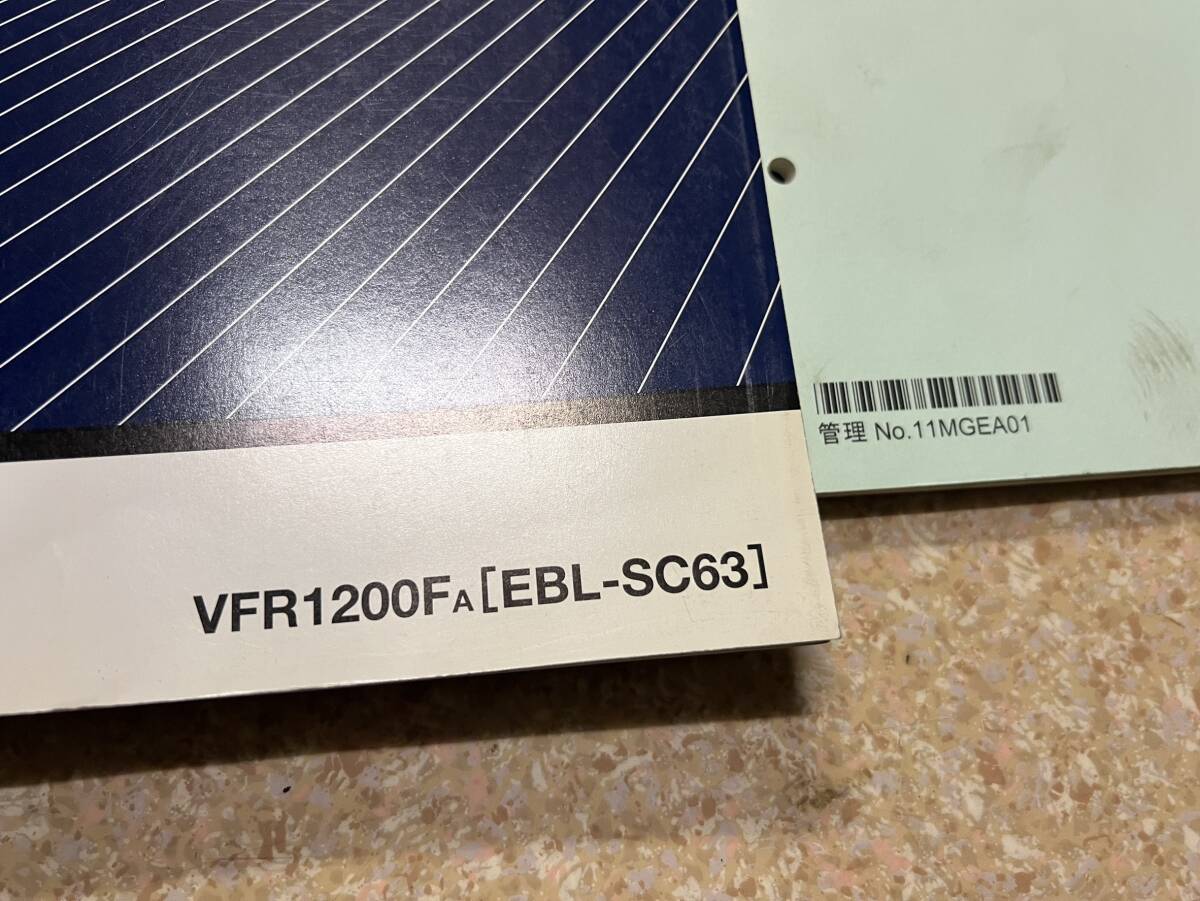 管理 No.11MGEA01
VFR1200FA[EBL-SC63]